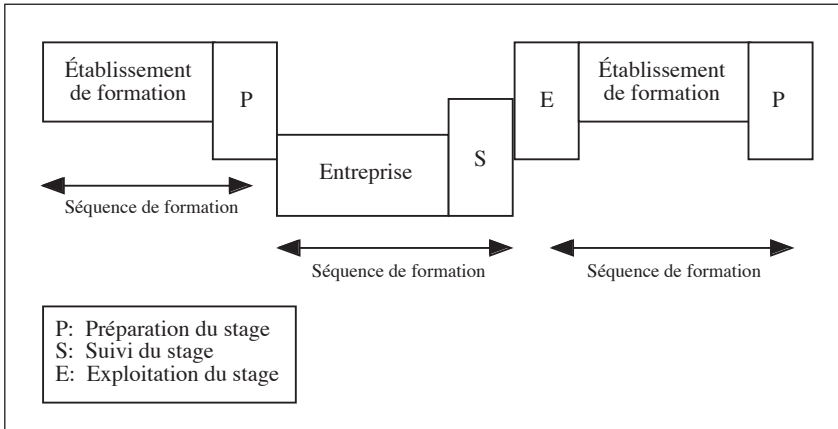 Établissement
de formation
P
Entreprise
S
E
Établissement
de formation
P
Séquence de formation
Séquence de formation
Séquence de formation
P: Préparation du stage
S: Suivi du stage
E: Exploitation du stage